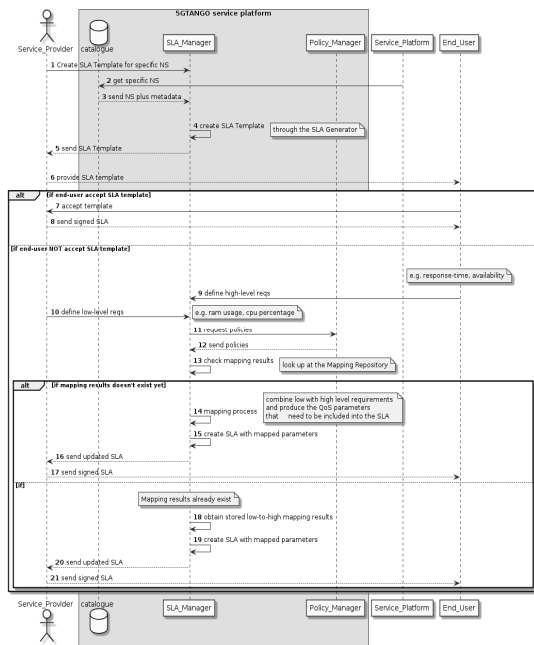 5GTANGO service platform
Service_Provider
catalogue
SLA_Manager
Policy_Manager
Service_Platform
End_User
1 Create SLA Template for specific NS
2 get specific NS
3 send NS plus metadata
4 create SLA Template
through the SLA Generator
5 send SLA Template
6 provide SLA template
alt
[if end-user accept SLA template]
7 accept template
8 send signed SLA
[if end-user NOT accept SLA template]
e.g. response-time, availability
9 define high-level reqs
10 define low-level reqs
e.g. ram usage, cpu percentage
11 request policies
12 send policies
13 check mapping results
look up at the Mapping Repository
alt
[if mapping results doesn't exist yet]
combine low with high level requirements
and produce the QoS parameters
that need to be included into the SLA
14 mapping process
15 create SLA with mapped parameters
16 send updated SLA
17 send signed SLA
[if]
Mapping results already exist
18 obtain stored low-to-high mapping results
19 create SLA with mapped parameters
20 send updated SLA
21 send signed SLA
Service_Provider
catalogue
SLA_Manager
Policy_Manager
Service_Platform
End_User